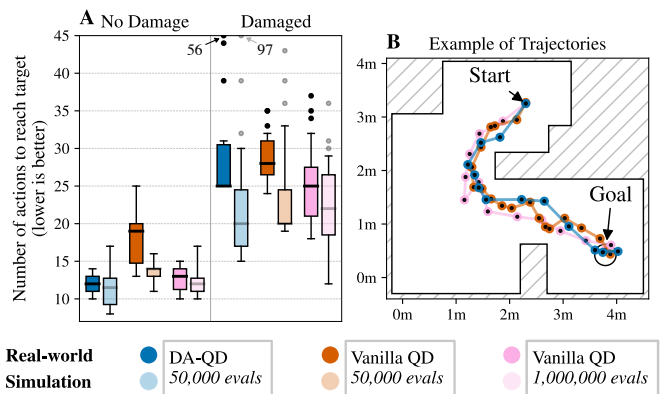 A
No Damage
Damaged
Number of actions to reach target
(lower is better)
45
40
35
30
25
20
15
10
56
97
B
Example of Trajectories
4m
3m
2m
1m
0m
0m
1m
2m
3m
4m
Start
Goal
Real-world
Simulation
DA-QD
50,000 evals
Vanilla QD
50,000 evals
Vanilla QD
1,000,000 evals